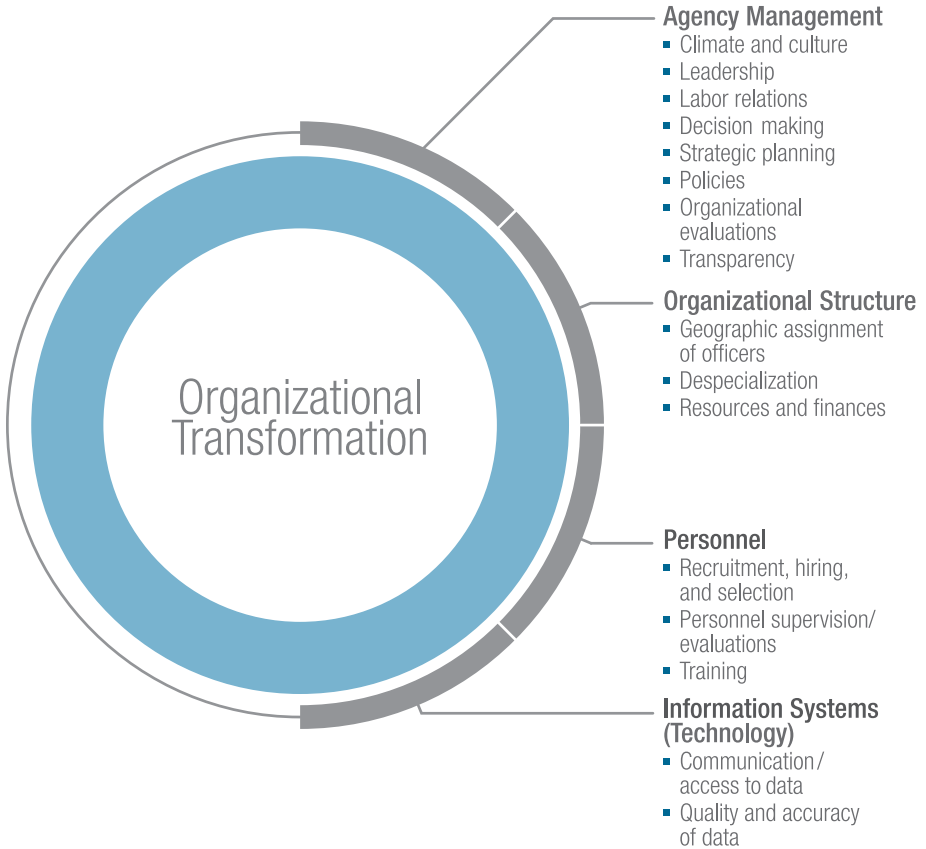 Organizational
Transformation
Agency Management
Climate and culture
Leadership
Labor relations
Decision making
Strategic planning
Policies
Organizational
evaluations
Transparency
Organizational Structure
Geographic assignment
of officers
Despecialization
Resources and finances
Personnel
Recruitment, hiring,
and selection
Personnel supervision/
evaluations
Training
Information Systems
(Technology)
Communication/
access to data
Quality and accuracy
of data